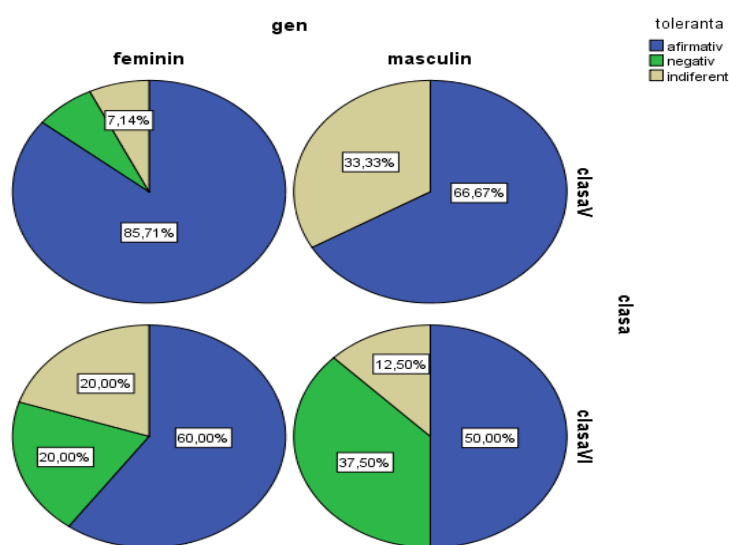 gen
feminin
masculin
toleranta
afirmativ
negativ
indiferent
7,14%
85,71%
33,33%
66,67%
clasaV
clasa
20,00%
20,00%
60,00%
12,50%
37,50%
50,00%
clasaVI